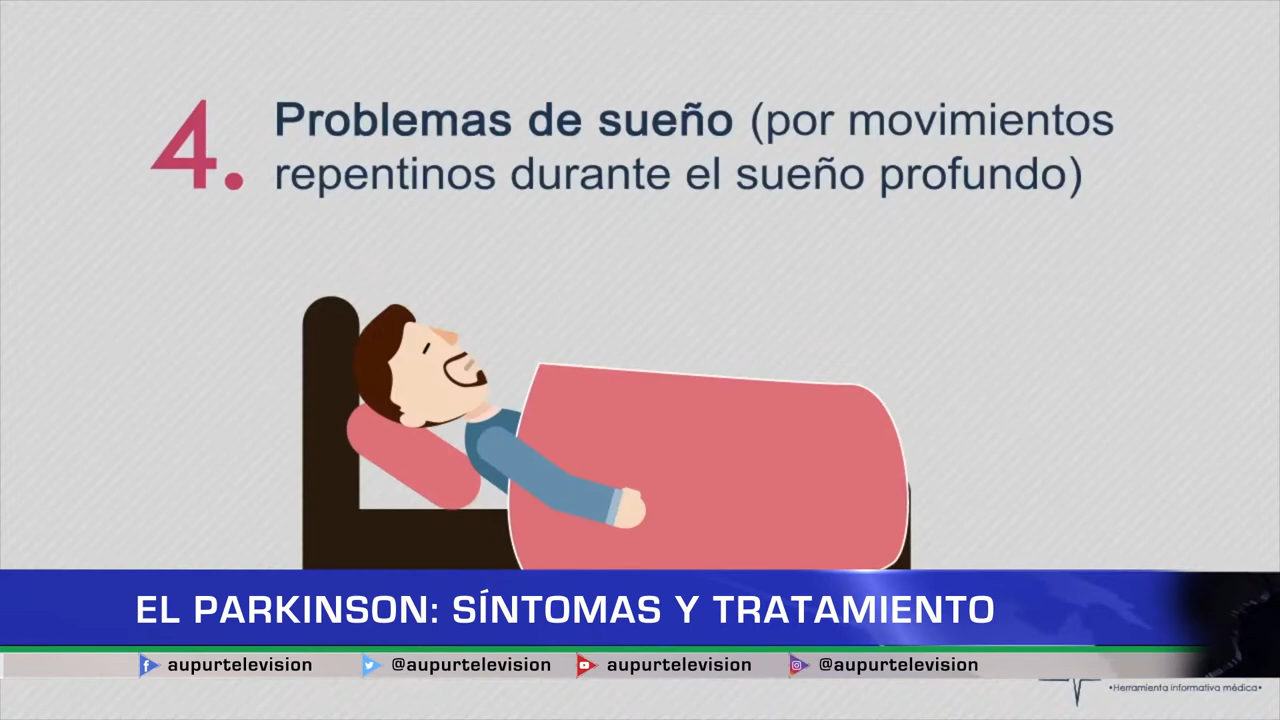 4. Problemas de sueño (por movimientos
repentinos durante el sueño profundo)
EL PARKINSON: SÍNTOMAS Y TRATAMIENTO
aupurtelevision @aupurtelevision aupurtelevision @aupurtelevision
•Herramienta informativa médica•